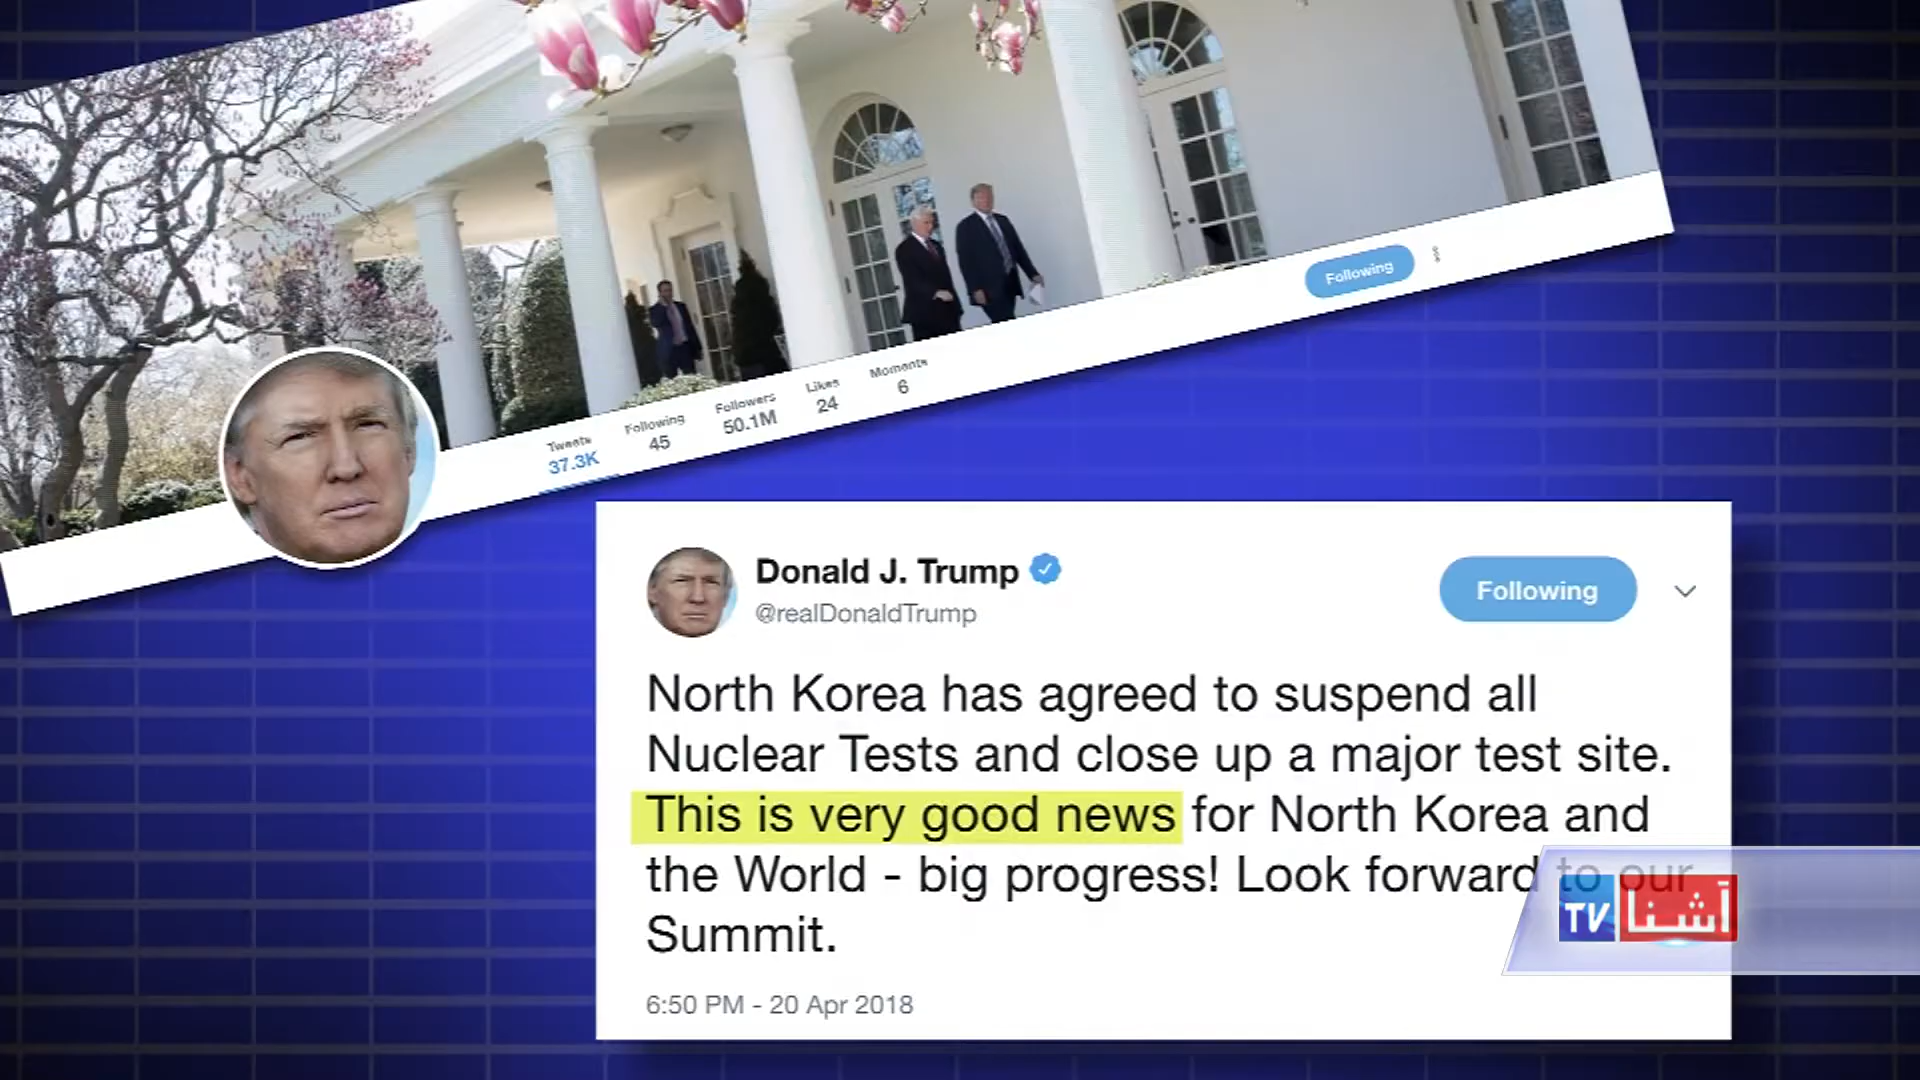 Following
Tweets
37.3K
Following
45
Followers
50.1M
Likes
24
Moments
6
Donald J. Trump
@realDonaldTrump
Following
North Korea has agreed to suspend all
Nuclear Tests and close up a major test site.
This is very good news for North Korea and
the World - big progress! Look forward to our
Summit.
6:50 PM - 20 Apr 2018
TV آشنا